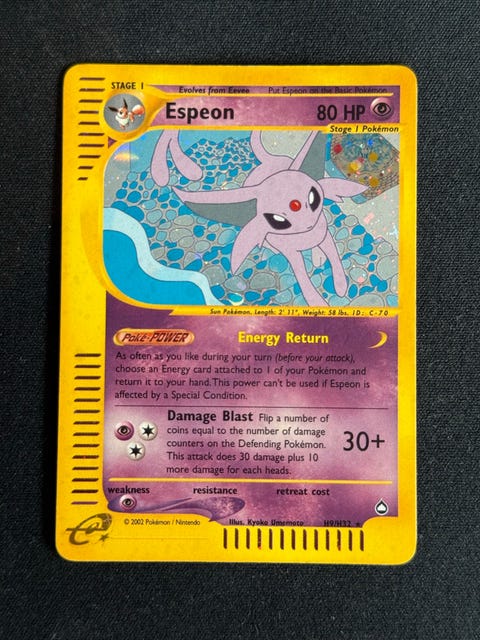 STAGE 1
Evolves from Eevee
Put Espeon on the Basic Pokémon
Espeon
80 HP
Stage 1 Pokémon
Sun Pokémon. Length: 2' 11", Weight: 58 lbs. ID: C-70
Poké-POWER
Energy Return
As often as you like during your turn (before your attack),
choose an Energy card attached to 1 of your Pokémon and
return it to your hand. This power can't be used if Espeon is
affected by a Special Condition.
Damage Blast Flip a number of
coins equal to the number of damage
counters on the Defending Pokémon.
This attack does 30 damage plus 10
more damage for each heads.
30+
weakness
resistance
retreat cost
© 2002 Pokémon / Nintendo
Illus. Kyoko Umemoto
H9/H32 ★
e